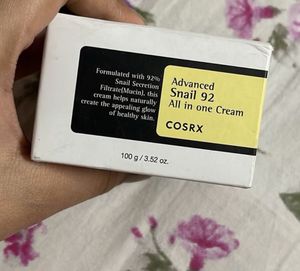 Formulated with 92%
Snail Secretion
Filtrate(Mucin), this
cream helps naturally
create the appealing glow
of healthy skin.
Advanced
Snail 92
All in one Cream
COSRX
100 g / 3.52 oz.